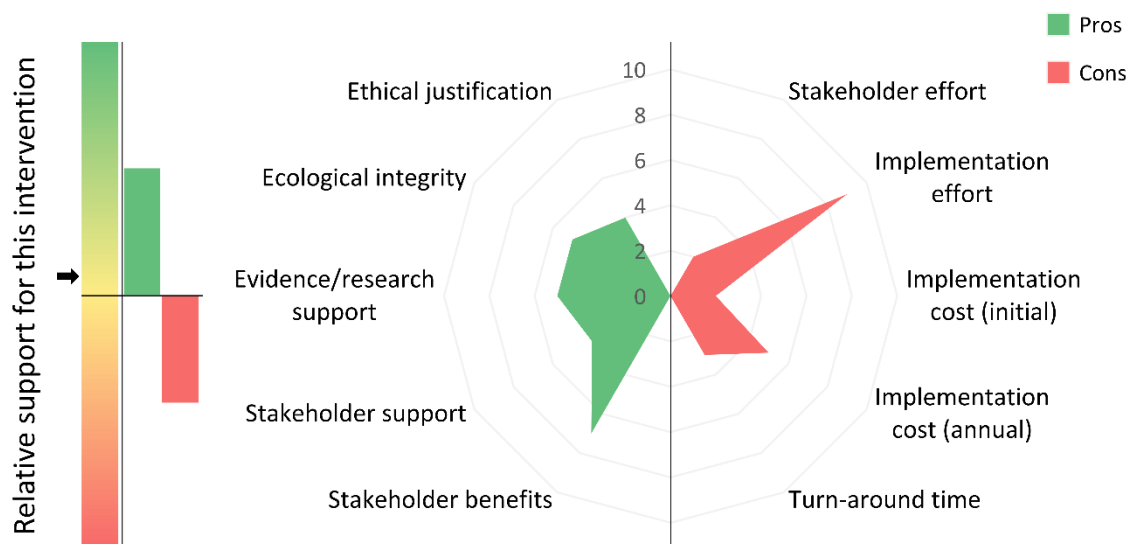 Relative support for this intervention
Pros
Cons
Ethical justification
Ecological integrity
Evidence/research
support
Stakeholder support
Stakeholder benefits
10
8
6
4
2
0
Stakeholder effort
Implementation
effort
Implementation
cost (initial)
Implementation
cost (annual)
Turn-around time